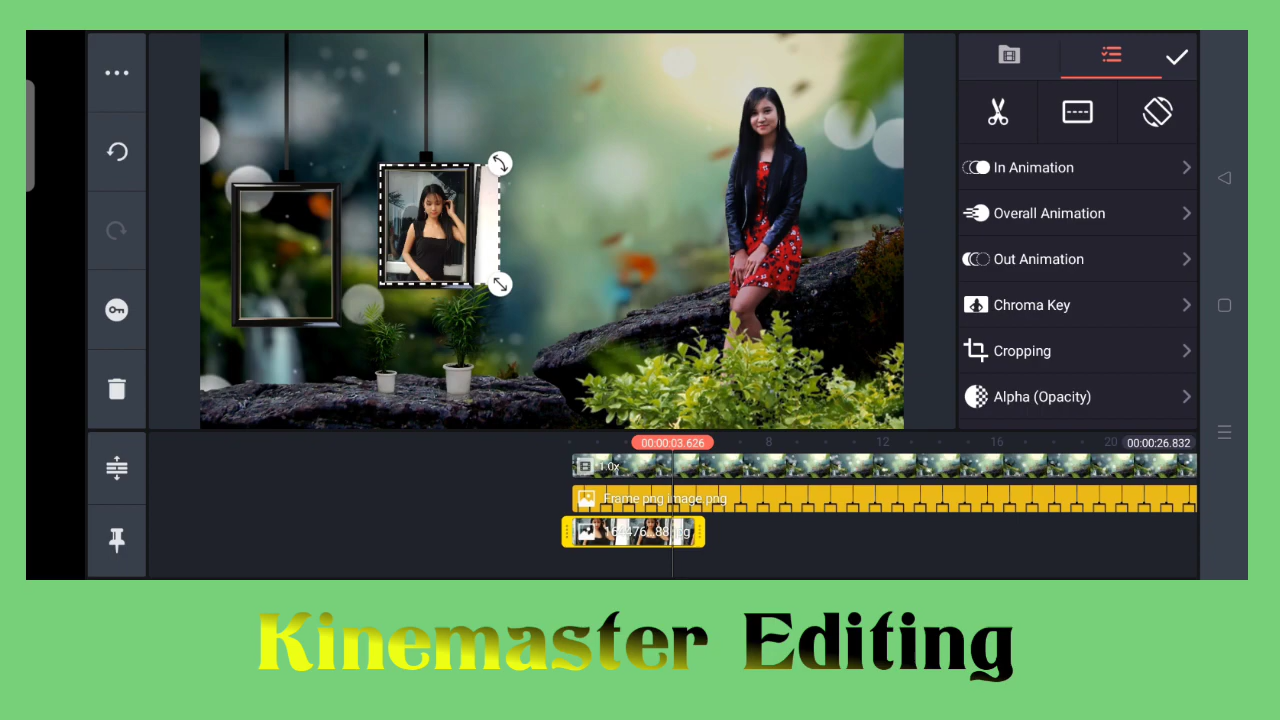 In Animation
Overall Animation
Out Animation
Chroma Key
Cropping
Alpha (Opacity)
00:00:03.626
8
12
16
20
00:00:26.832
1.0x
Frame png image.png
Kinemaster Editing